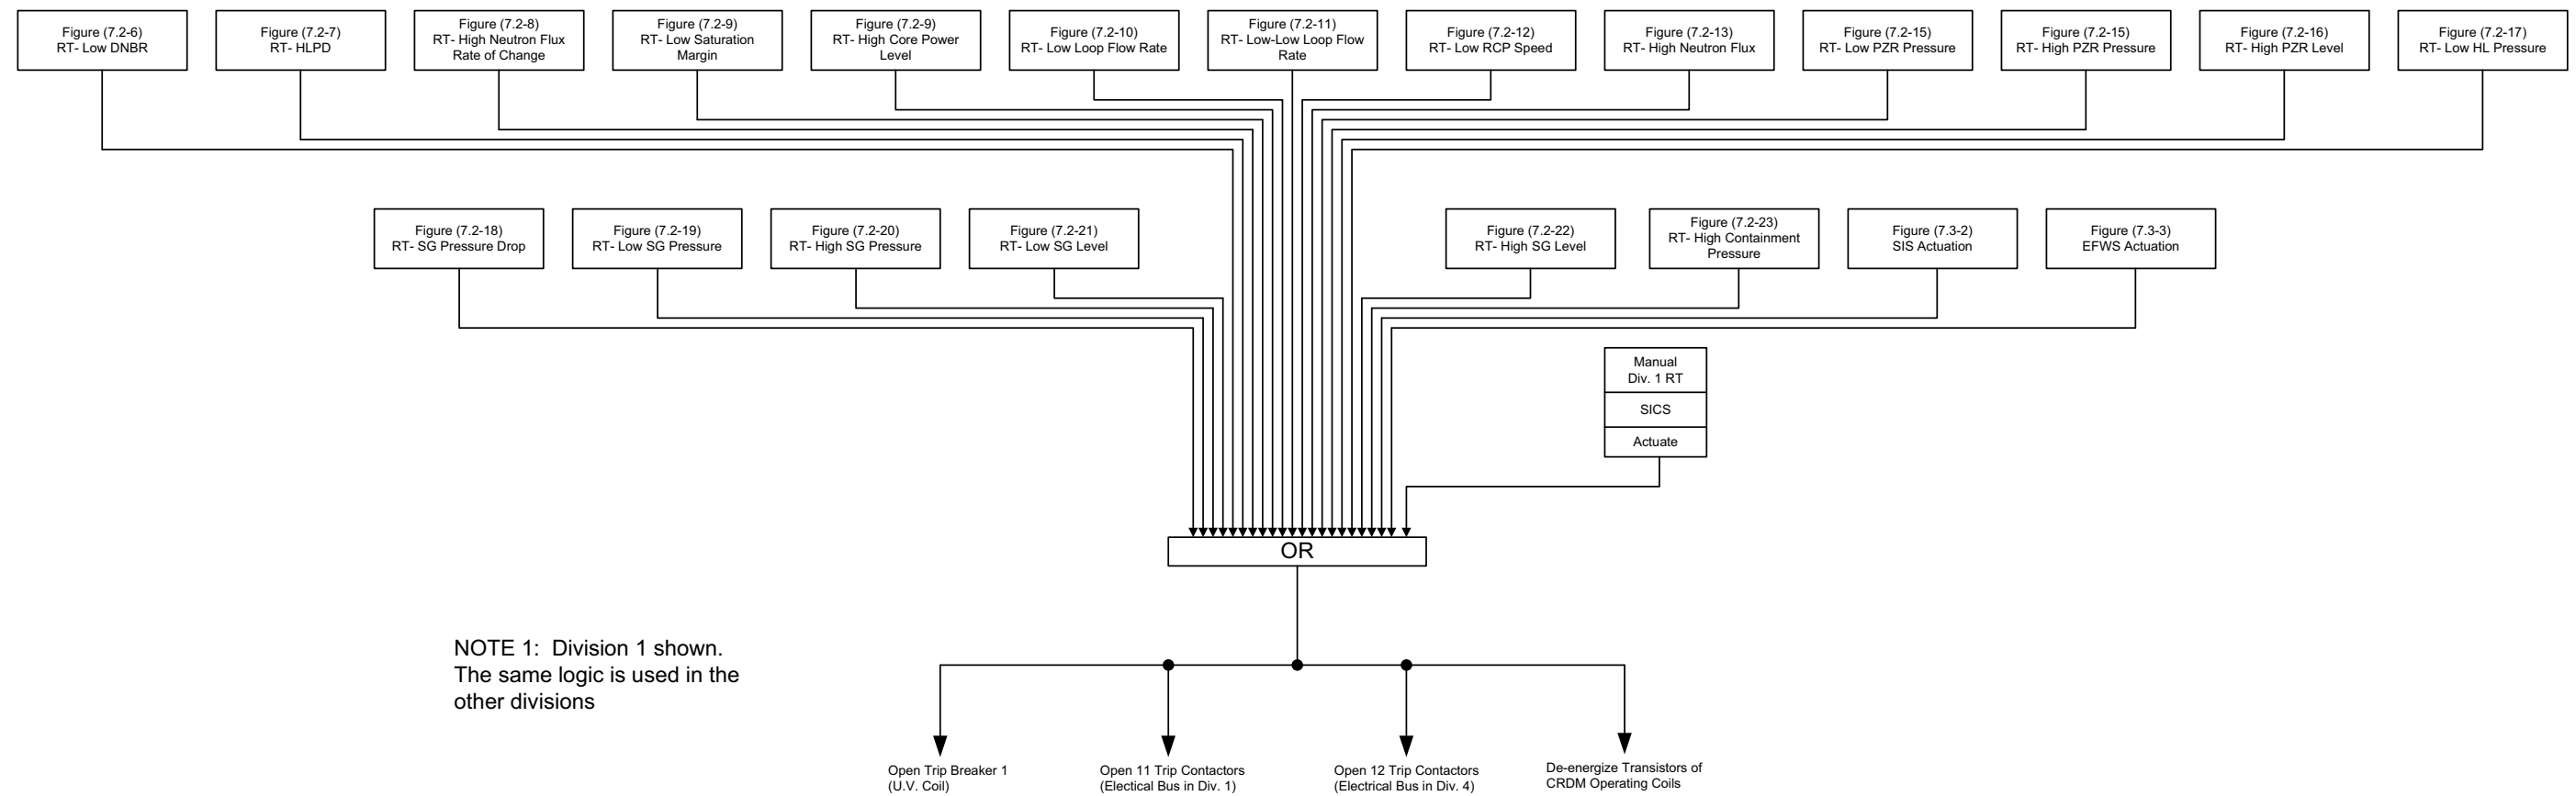 Figure (7.2-6)
RT- Low DNBR
Figure (7.2-7)
RT- HLPD
Figure (7.2-8)
RT- High Neutron Flux
Rate of Change
Figure (7.2-9)
RT- Low Saturation
Margin
Figure (7.2-9)
RT- High Core Power
Level
Figure (7.2-10)
RT- Low Loop Flow Rate
Figure (7.2-11)
RT- Low-Low Loop Flow
Rate
Figure (7.2-12)
RT- Low RCP Speed
Figure (7.2-13)
RT- High Neutron Flux
Figure (7.2-15)
RT- Low PZR Pressure
Figure (7.2-15)
RT- High PZR Pressure
Figure (7.2-16)
RT- High PZR Level
Figure (7.2-17)
RT- Low HL Pressure
Figure (7.2-18)
RT- SG Pressure Drop
Figure (7.2-19)
RT- Low SG Pressure
Figure (7.2-20)
RT- High SG Pressure
Figure (7.2-21)
RT- Low SG Level
Figure (7.2-22)
RT- High SG Level
Figure (7.2-23)
RT- High Containment
Pressure
Figure (7.3-2)
SIS Actuation
Figure (7.3-3)
EFWS Actuation
Manual
Div. 1 RT
SICS
Actuate
OR
NOTE 1: Division 1 shown.
The same logic is used in the
other divisions
Open Trip Breaker 1
(U.V. Coil)
Open 11 Trip Contactors
(Electical Bus in Div. 1)
Open 12 Trip Contactors
(Electrical Bus in Div. 4)
De-energize Transistors of
CRDM Operating Coils